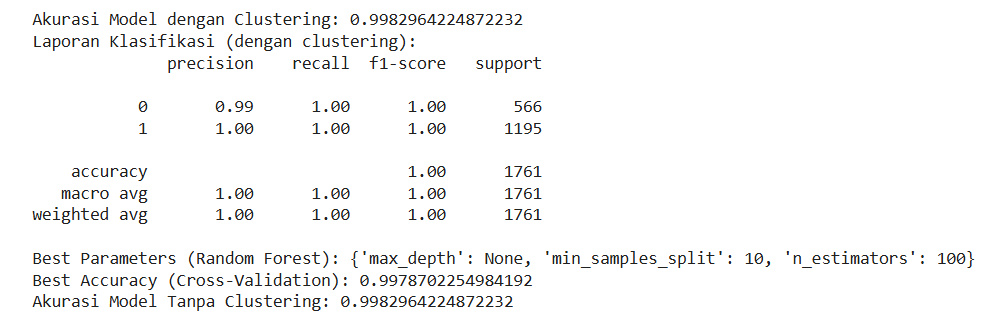 Akurasi Model dengan Clustering: 0.9982964224872232
Laporan Klasifikasi (dengan clustering):
precision recall f1-score support
0 0.99 1.00 1.00 566
1 1.00 1.00 1.00 1195
accuracy 1.00 1761
macro avg 1.00 1.00 1.00 1761
weighted avg 1.00 1.00 1.00 1761
Best Parameters (Random Forest): {'max_depth': None, 'min_samples_split': 10, 'n_estimators': 100}
Best Accuracy (Cross-Validation): 0.9978702254984192
Akurasi Model Tanpa Clustering: 0.9982964224872232